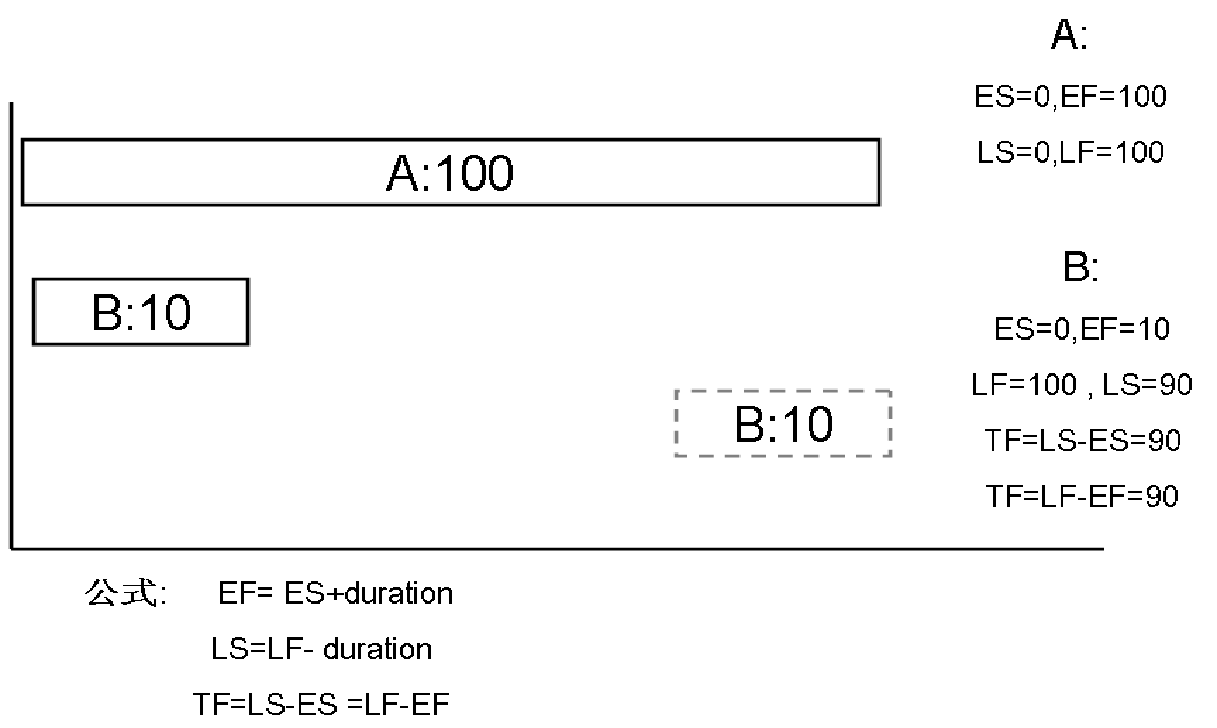 A:
ES=0,EF=100
LS=0,LF=100
A:100
B:
ES=0,EF=10
LF=100 , LS=90
TF=LS-ES=90
TF=LF-EF=90
B:10
B:10
公式: EF= ES+duration
LS=LF- duration
TF=LS-ES =LF-EF